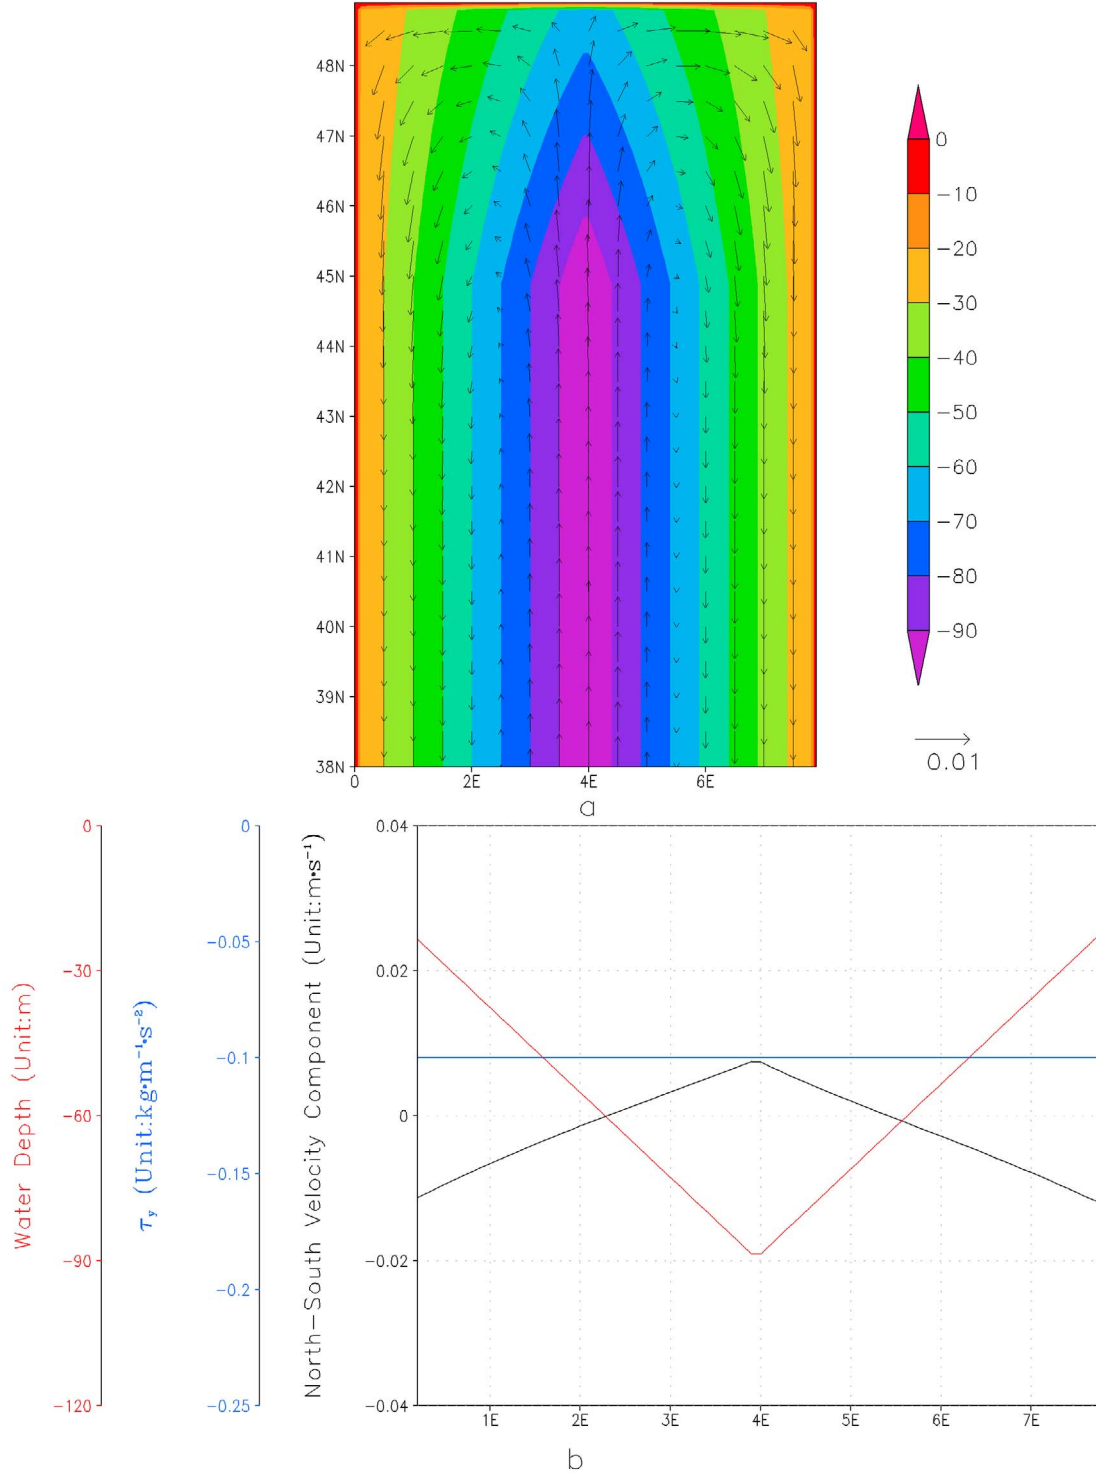 48N
47N
46N
45N
44N
43N
42N
41N
40N
39N
38N
0
2E
4E
6E
a
0
−10
−20
−30
−40
−50
−60
−70
−80
−90
0.01
Water Depth (Unit:m)
0
−30
−60
−90
−120
τy (Unit:kg•m⁻¹•s⁻²)
0
−0.05
−0.1
−0.15
−0.2
−0.25
North−South Velocity Component (Unit:m•s⁻¹)
0.04
0.02
0
−0.02
−0.04
1E
2E
3E
4E
5E
6E
7E
b